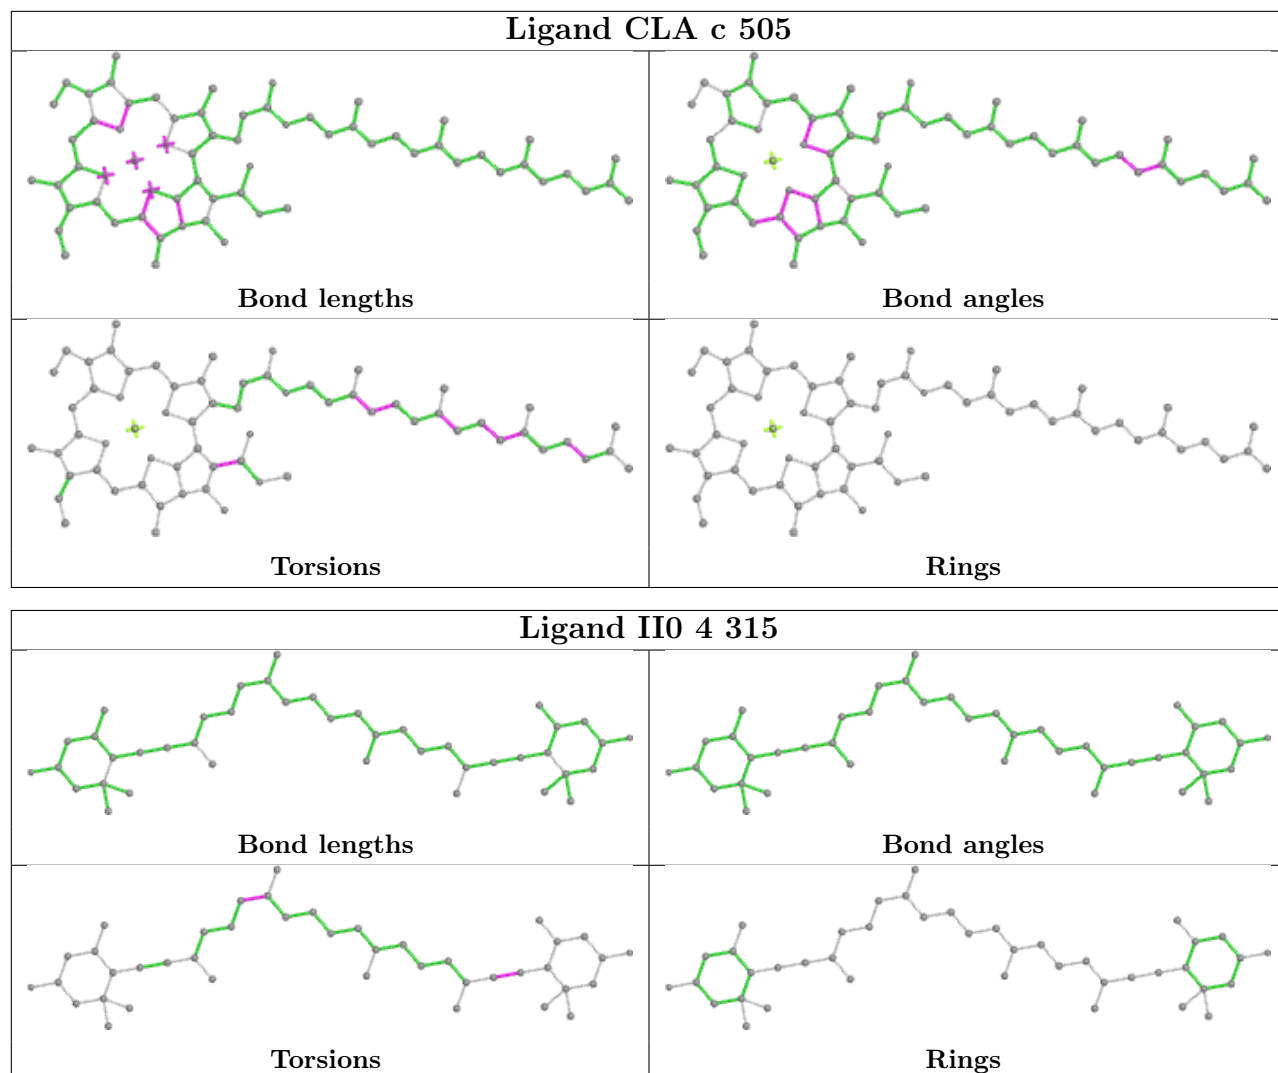 Ligand CLA c 505
Bond lengths
Bond angles
Torsions
Rings
Ligand II0 4 315
Bond lengths
Bond angles
Torsions
Rings